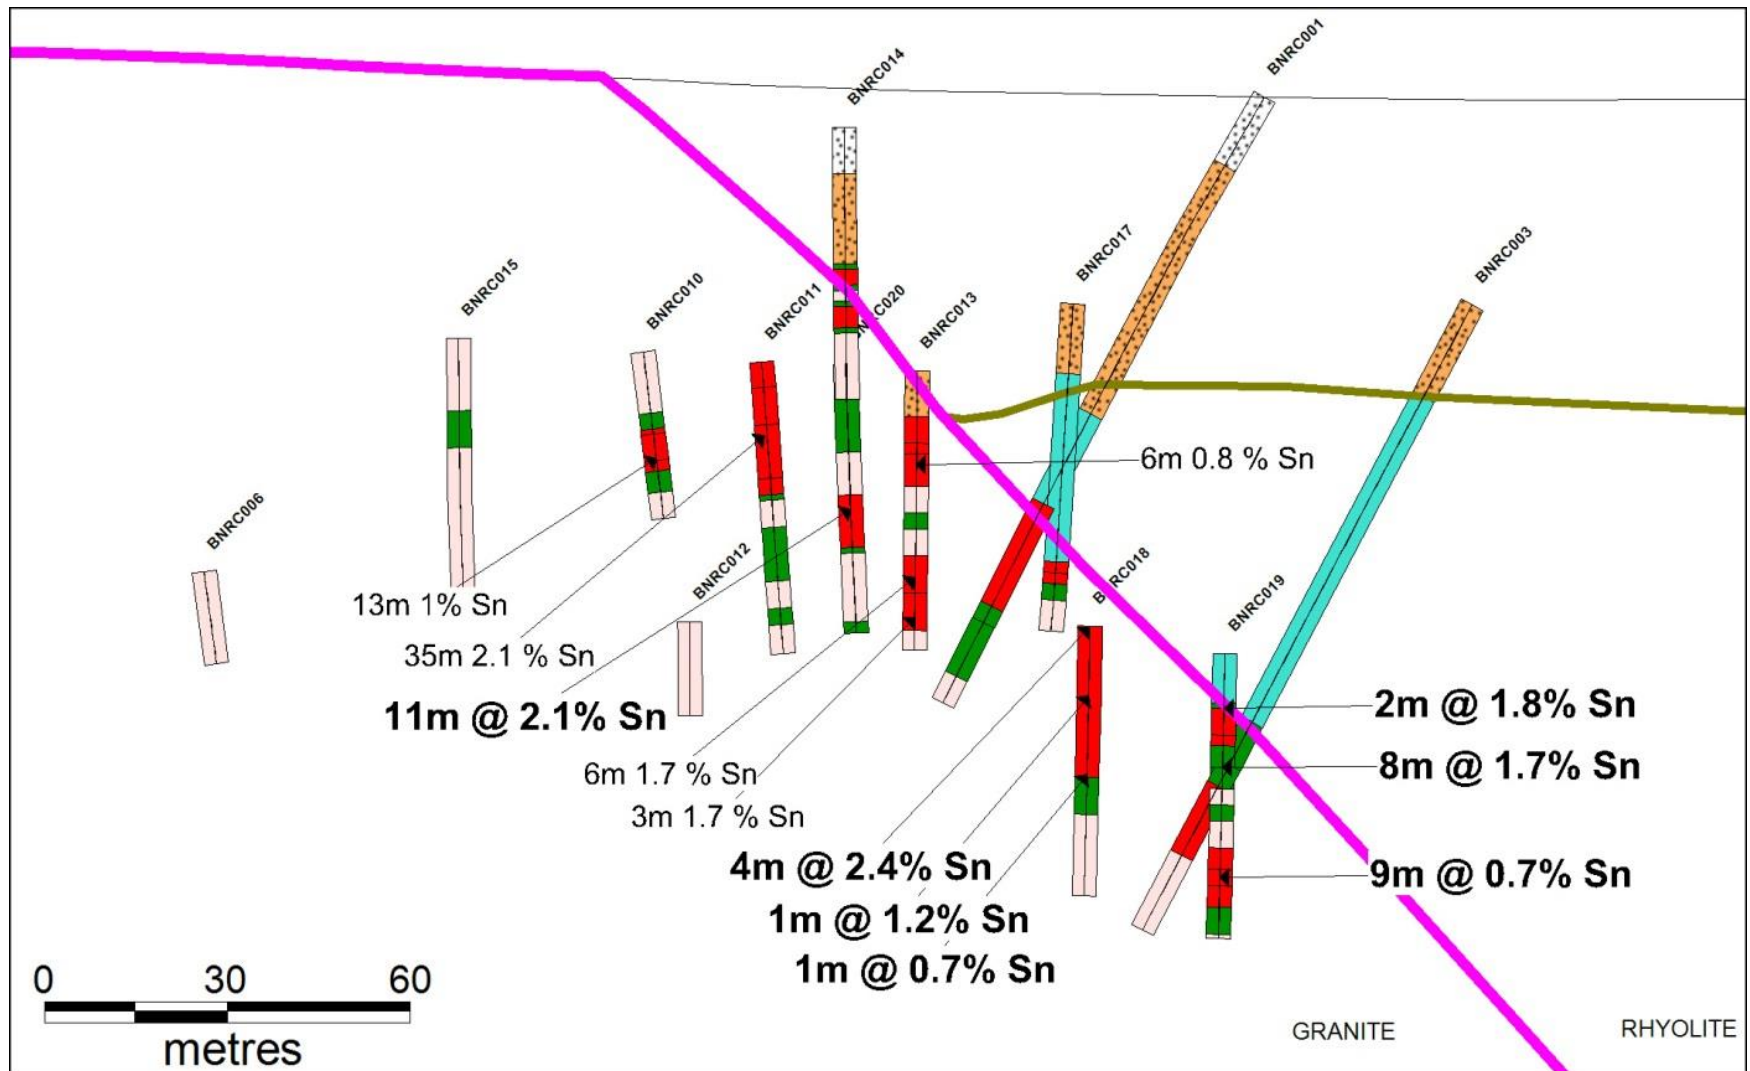 BNRC001
BNRC014
BNRC017
BNRC003
BNRC015
BNRC010
BNRC011
BNRC020
BNRC013
6m 0.8 % Sn
BNRC006
BNRC012
BNRC018
BNRC019
13m 1% Sn
35m 2.1 % Sn
11m @ 2.1% Sn
2m @ 1.8% Sn
6m 1.7 % Sn
8m @ 1.7% Sn
3m 1.7 % Sn
4m @ 2.4% Sn
9m @ 0.7% Sn
1m @ 1.2% Sn
1m @ 0.7% Sn
0 30 60
metres
GRANITE
RHYOLITE